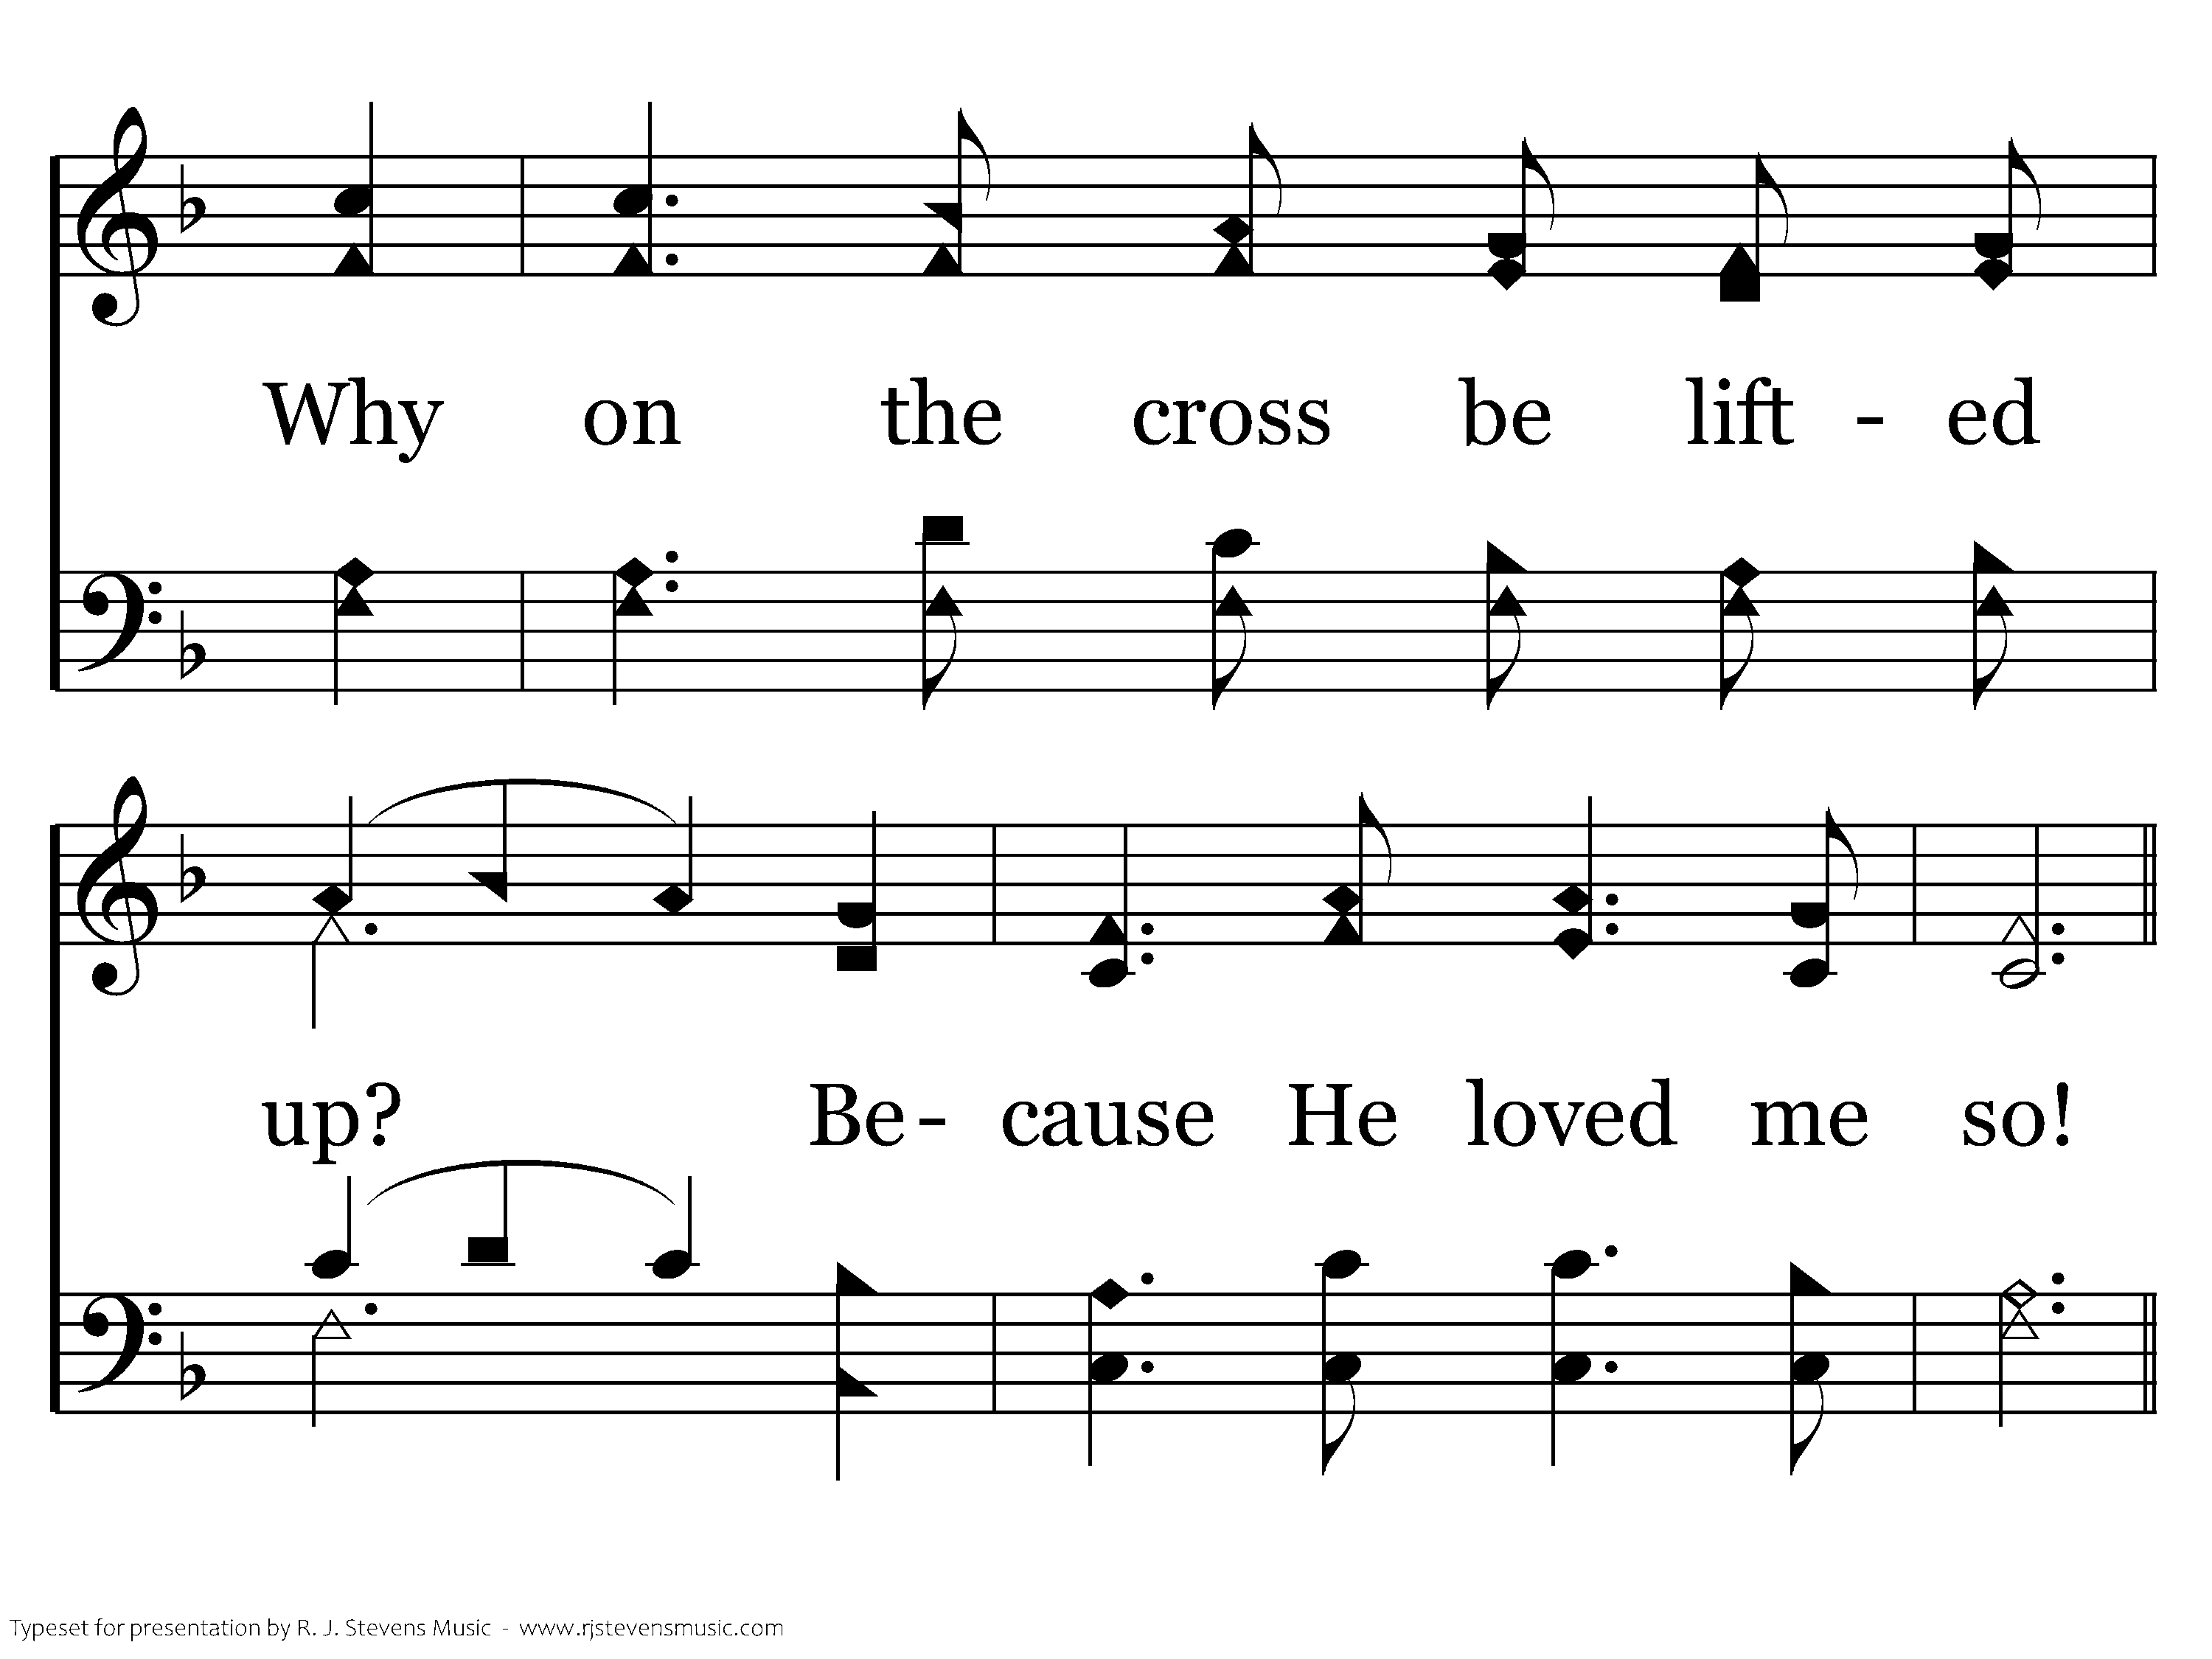 Why on the cross be lift - ed
up? Be - cause He loved me so!
Typeset for presentation by R. J. Stevens Music - www.rjstevensmusic.com